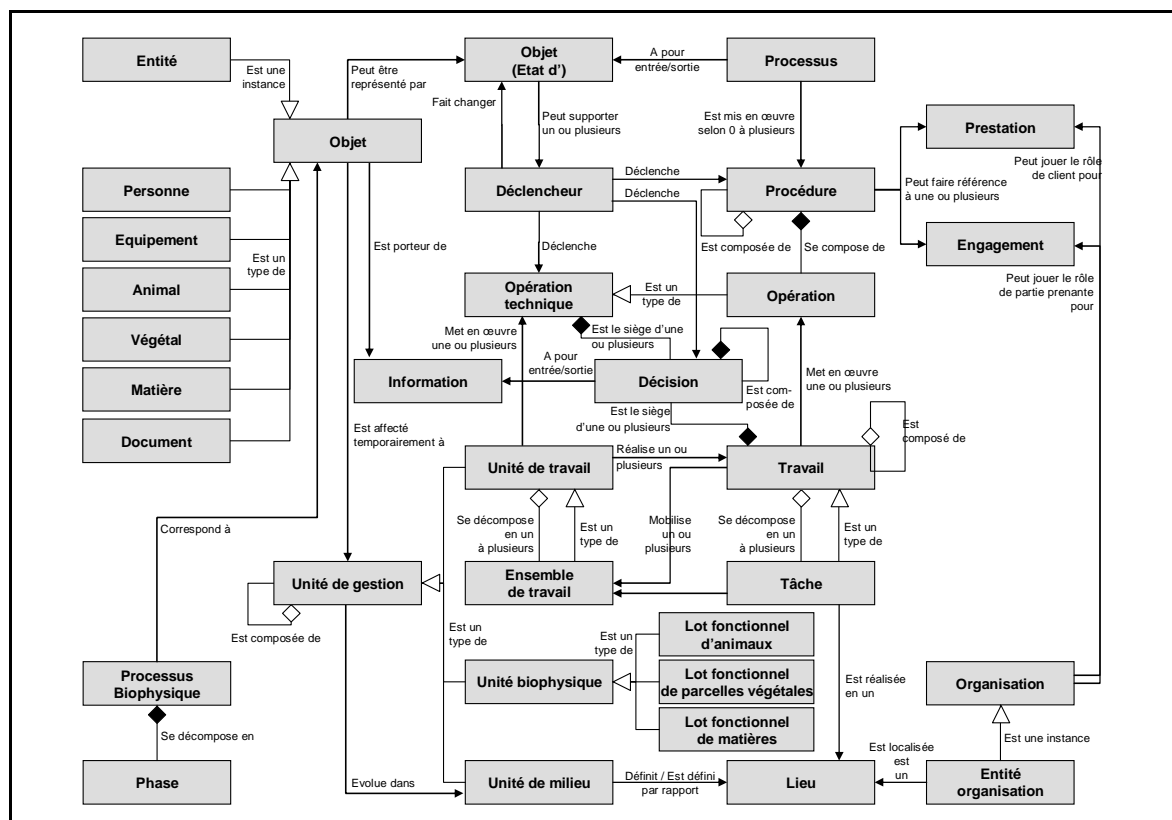 Entité
Objet
(Etat d’)
Processus
A pour
entrée/sortie
Est une
instance
Peut être
représenté par
Fait changer
Peut supporter
un ou plusieurs
Est mis en œuvre
selon 0 à plusieurs
Objet
Prestation
Peut jouer le rôle
de client pour
Personne
Déclencheur
Déclenche
Déclenche
Procédure
Peut faire référence
à une ou plusieurs
Equipement
Est un
type de
Est porteur de
Déclenche
Est composée de
Se compose de
Engagement
Peut jouer le rôle
de partie prenante
pour
Animal
Opération
technique
Est un
type de
Opération
Végétal
Met en œuvre
une ou plusieurs
Est le siège d’une
ou plusieurs
Matière
Information
A pour
entrée/sortie
Décision
Est com-
posée de
Met en œuvre
une ou plusieurs
Document
Est affecté
temporairement à
Est le siège
d’une ou plusieurs
Est
composé de
Unité de travail
Réalise un ou
plusieurs
Travail
Correspond à
Se décompose
en un
à plusieurs
Est un
type de
Mobilise
un ou
plusieurs
Se décompose
en un
à plusieurs
Est un
type de
Unité de gestion
Ensemble
de travail
Tâche
Est composée de
Est un
type de
Est un
type de
Lot fonctionnel
d’animaux
Processus
Biophysique
Unité biophysique
Lot fonctionnel
de parcelles végétales
Est réalisée
en un
Organisation
Lot fonctionnel
de matières
Se décompose en
Est une instance
Est localisée
est
un
Phase
Evolue dans
Unité de milieu
Définit / Est défini
par rapport
Lieu
Entité
organisation